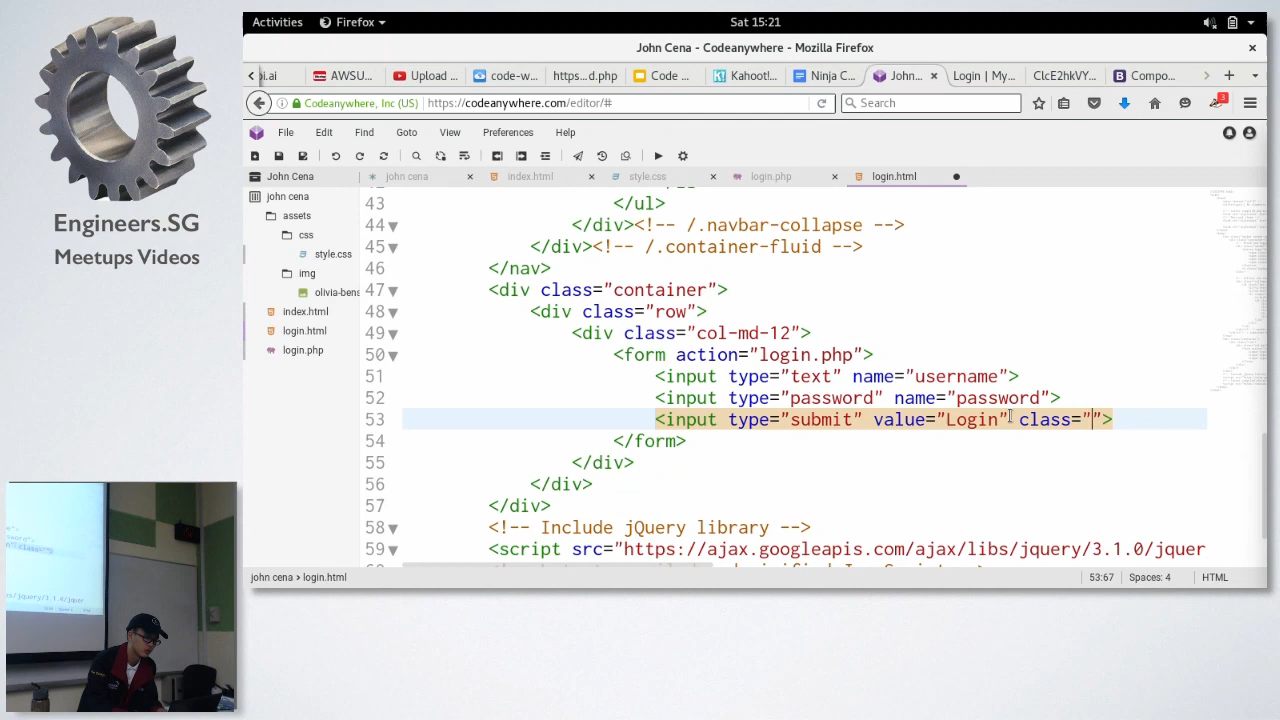 Engineers.SG
Meetups Videos
Activities Firefox Sat 15:21
John Cena - Codeanywhere - Mozilla Firefox
pi.ai AWSU... Upload ... code-w... https...d.php Code ... Kahoot!... Ninja C... John... Login | My... ClcE2hkVY... Compo...
Codeanywhere, Inc (US) https://codeanywhere.com/editor/# Search 3
File Edit Find Goto View Preferences Help
John Cena john cena index.html style.css login.php login.html
john cena
assets
css
style.css
img
olivia-bens
index.html
login.html
login.php
43 </ul>
44 </div><!-- /.navbar-collapse -->
45 </div><!-- /.container-fluid -->
46 </nav>
47 <div class="container">
48 <div class="row">
49 <div class="col-md-12">
50 <form action="login.php">
51 <input type="text" name="username">
52 <input type="password" name="password">
53 <input type="submit" value="Login" class="">
54 </form>
55 </div>
56 </div>
57 </div>
58 <!-- Include jQuery library -->
59 <script src="https://ajax.googleapis.com/ajax/libs/jquery/3.1.0/jquer
john cena > login.html 53:67 Spaces: 4 HTML